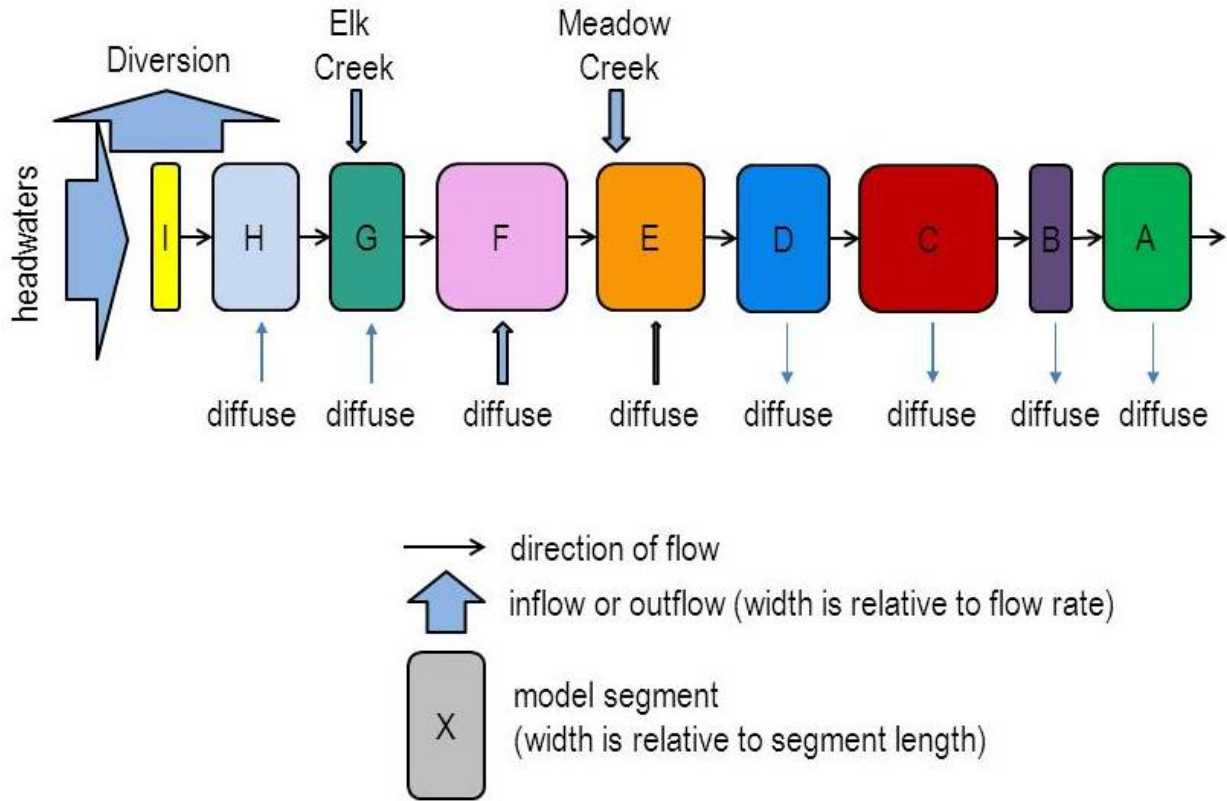 Elk
Creek
Meadow
Creek
Diversion
headwaters
I
H
G
F
E
D
C
B
A
diffuse
diffuse
diffuse
diffuse
diffuse
diffuse
diffuse
diffuse
direction of flow
inflow or outflow (width is relative to flow rate)
X
model segment
(width is relative to segment length)